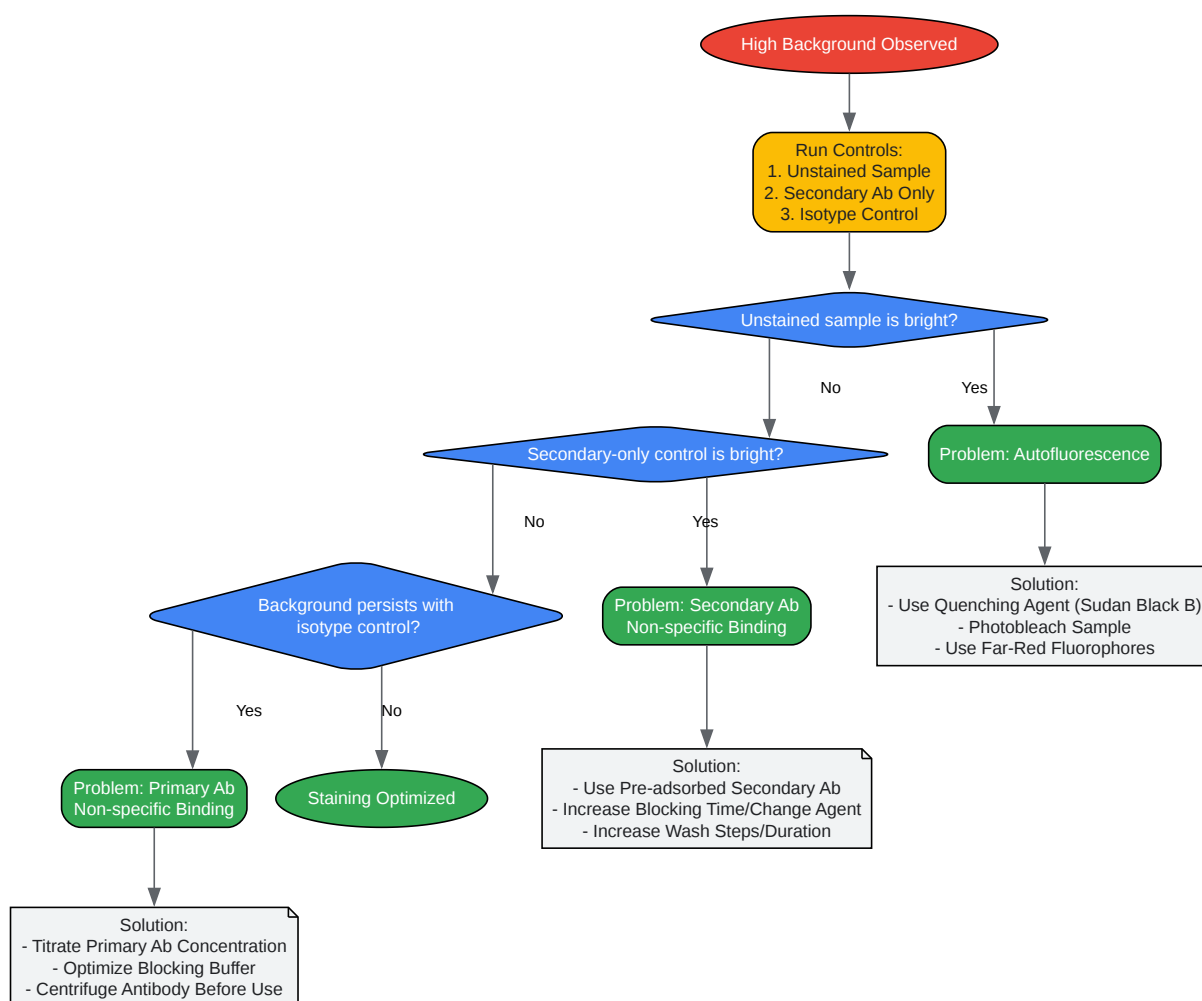 High Background Observed
Run Controls:
1. Unstained Sample
2. Secondary Ab Only
3. Isotype Control
Unstained sample is bright?
No
Yes
Secondary-only control is bright?
Problem: Autofluorescence
No
Yes
Solution:
- Use Quenching Agent (Sudan Black B)
- Photobleach Sample
- Use Far-Red Fluorophores
Background persists with
isotype control?
Problem: Secondary Ab
Non-specific Binding
Yes
No
Solution:
- Use Pre-adsorbed Secondary Ab
- Increase Blocking Time/Change Agent
- Increase Wash Steps/Duration
Problem: Primary Ab
Non-specific Binding
Staining Optimized
Solution:
- Titrate Primary Ab Concentration
- Optimize Blocking Buffer
- Centrifuge Antibody Before Use